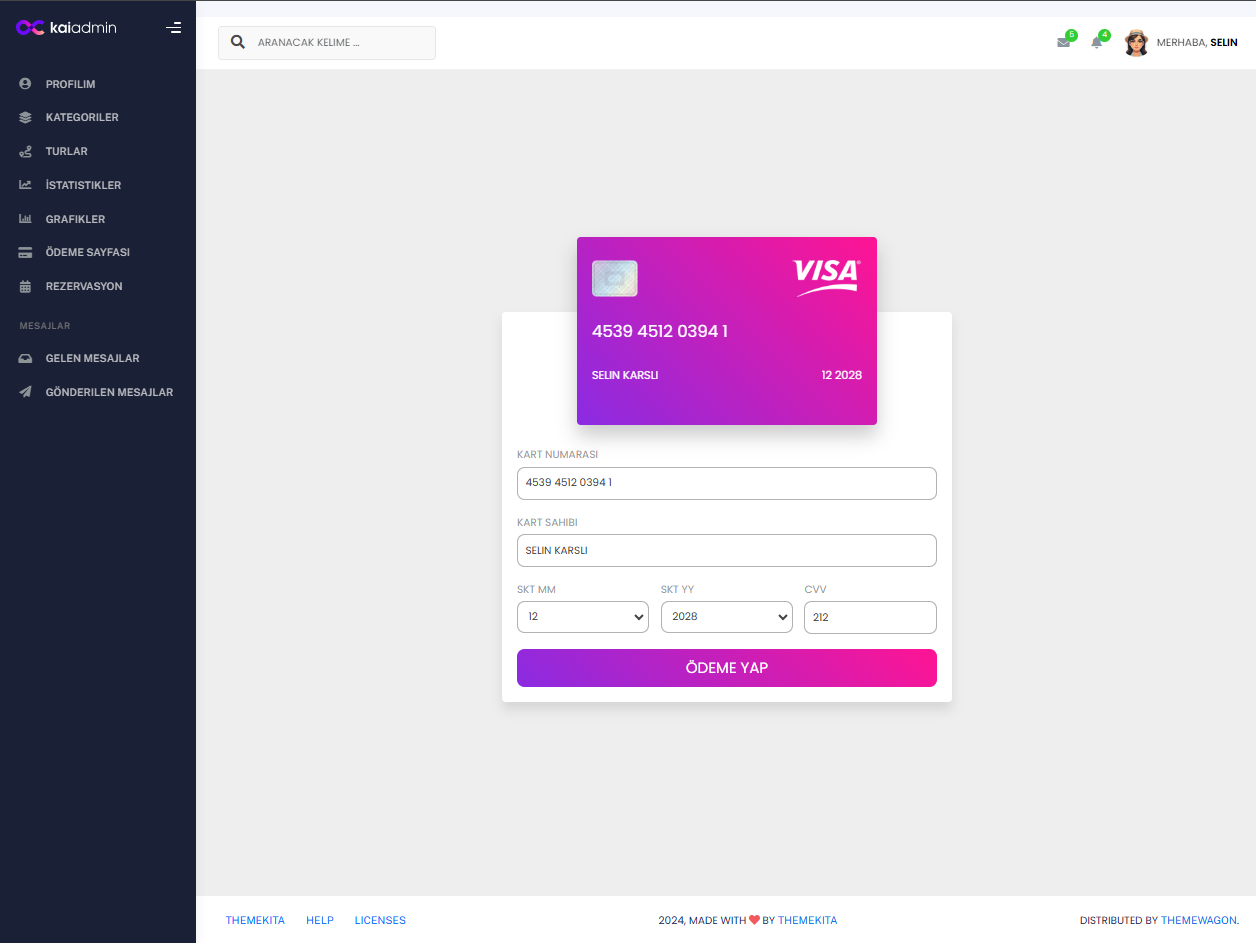 kaiadmin
ARANACAK KELIME ...
5
4
MERHABA, SELIN
PROFILIM
KATEGORILER
TURLAR
İSTATISTIKLER
GRAFIKLER
ÖDEME SAYFASI
REZERVASYON
MESAJLAR
GELEN MESAJLAR
GÖNDERILEN MESAJLAR
VISA
4539 4512 0394 1
SELIN KARSLI
12 2028
KART NUMARASI
4539 4512 0394 1
KART SAHIBI
SELIN KARSLI
SKT MM
SKT YY
CVV
12
2028
212
ÖDEME YAP
THEMEKITA
HELP
LICENSES
2024, MADE WITH BY THEMEKITA
DISTRIBUTED BY THEMEWAGON.